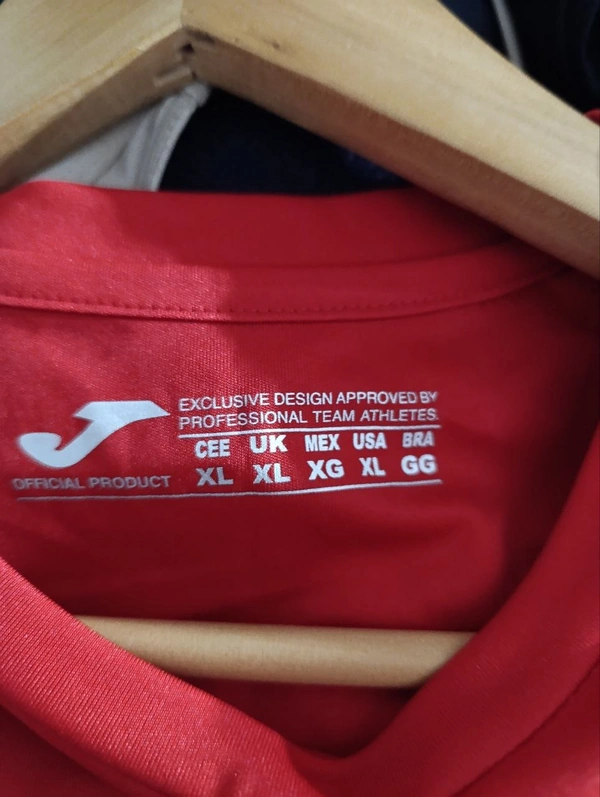 EXCLUSIVE DESIGN APPROVED BY
PROFESSIONAL TEAM ATHLETES.
CEE UK MEX USA BRA
XL XL XG XL GG
OFFICIAL PRODUCT